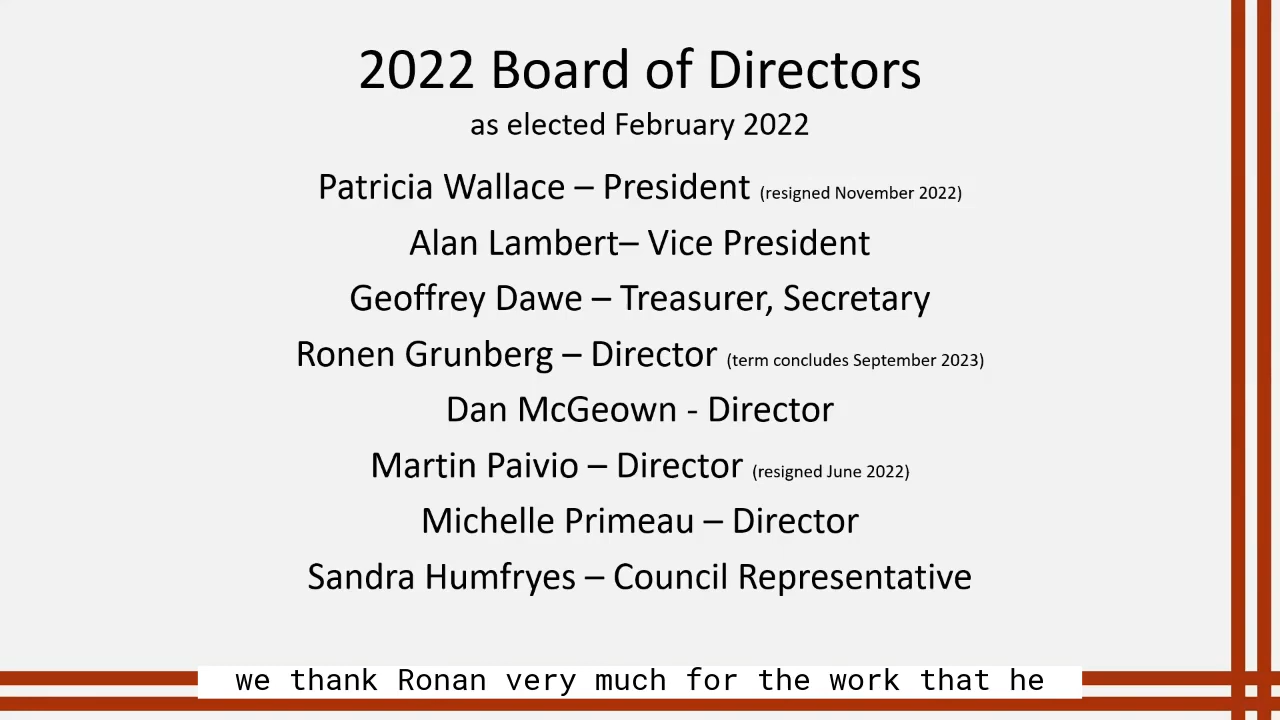 2022 Board of Directors
as elected February 2022
Patricia Wallace – President (resigned November 2022)
Alan Lambert– Vice President
Geoffrey Dawe – Treasurer, Secretary
Ronen Grunberg – Director (term concludes September 2023)
Dan McGeown - Director
Martin Paivio – Director (resigned June 2022)
Michelle Primeau – Director
Sandra Humfryes – Council Representative
we thank Ronan very much for the work that he